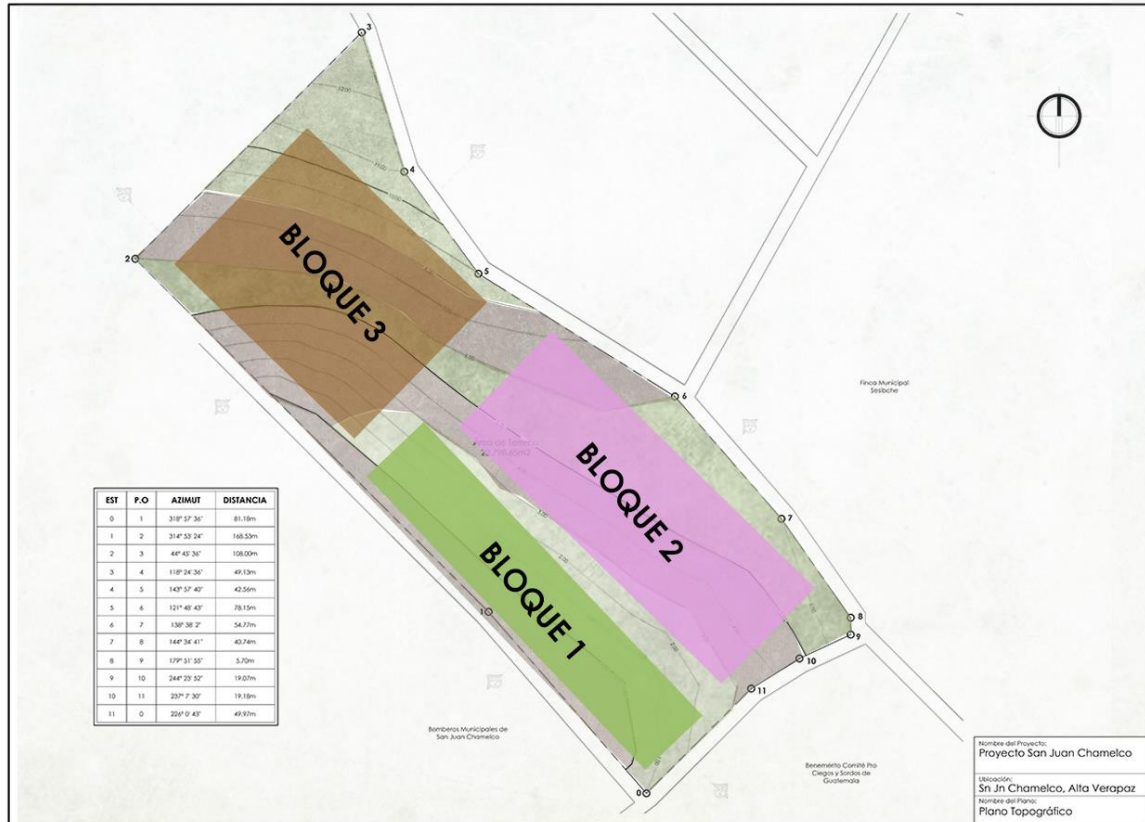 3
4
5
2
BLOQUE 3
6
Finca Municipal
Sesibche
BLOQUE 2
7
EST P.O AZIMUT DISTANCIA
0 1 318° 57' 36" 81.18m
1 2 314° 53' 24" 168.53m
2 3 44° 45' 36" 108.00m
3 4 118° 24' 36" 49.13m
4 5 143° 57' 40" 42.56m
5 6 121° 48' 43" 78.15m
6 7 138° 38' 2" 54.77m
7 8 144° 34' 41" 40.74m
8 9 179° 51' 55" 5.70m
9 10 244° 23' 52" 19.07m
10 11 237° 7' 30" 19.18m
11 0 226° 0' 43" 49.97m
BLOQUE 1
1
8
9
10
11
0
Bomberos Municipales de
San Juan Chamelco
Benemérito Comité Pro
Ciegos y Sordos de
Guatemala
Nombre del Proyecto:
Proyecto San Juan Chamelco
Ubicación:
Sn Jn Chamelco, Alta Verapaz
Nombre del Plano:
Plano Topográfico